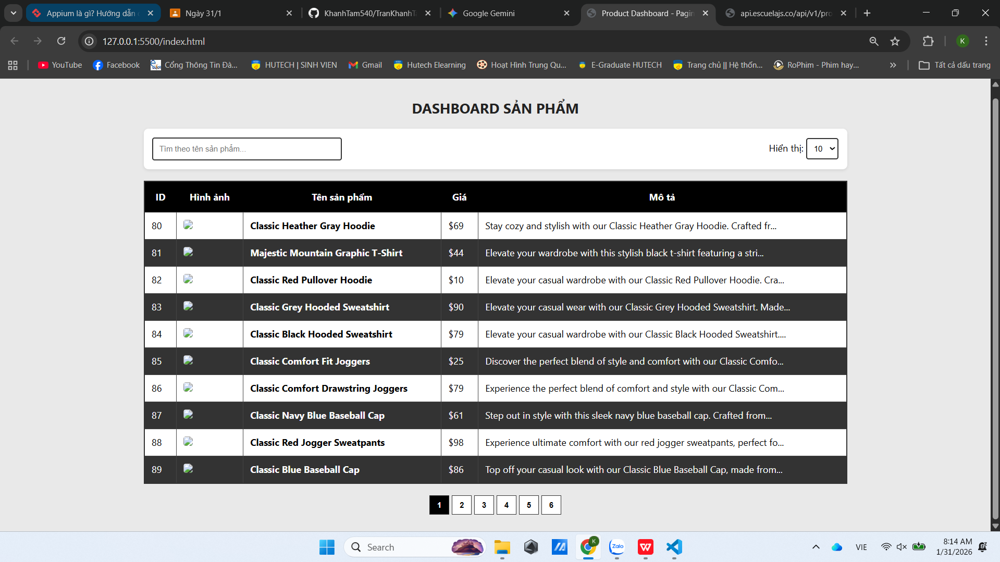 Appium là gì? Hướng dẫn
Ngày 31/1
KhanhTam540/TranKhanhTa
Google Gemini
Product Dashboard - Pagin
api.escuelajs.co/api/v1/pro
127.0.0.1:5500/index.html
K
YouTube
Facebook
Cổng Thông Tin Đà...
HUTECH | SINH VIEN
Gmail
Hutech Elearning
Hoạt Hình Trung Qu...
E-Graduate HUTECH
Trang chủ || Hệ thốn...
RoPhim - Phim hay...
Tất cả dấu trang
DASHBOARD SẢN PHẨM
Tìm theo tên sản phẩm...
Hiển thị: 10
ID Hình ảnh Tên sản phẩm Giá Mô tả
80 Classic Heather Gray Hoodie $69 Stay cozy and stylish with our Classic Heather Gray Hoodie. Crafted fr...
81 Majestic Mountain Graphic T-Shirt $44 Elevate your wardrobe with this stylish black t-shirt featuring a stri...
82 Classic Red Pullover Hoodie $10 Elevate your casual wardrobe with our Classic Red Pullover Hoodie. Cra...
83 Classic Grey Hooded Sweatshirt $90 Elevate your casual wear with our Classic Grey Hooded Sweatshirt. Made...
84 Classic Black Hooded Sweatshirt $79 Elevate your casual wardrobe with our Classic Black Hooded Sweatshirt....
85 Classic Comfort Fit Joggers $25 Discover the perfect blend of style and comfort with our Classic Comfo...
86 Classic Comfort Drawstring Joggers $79 Experience the perfect blend of comfort and style with our Classic Com...
87 Classic Navy Blue Baseball Cap $61 Step out in style with this sleek navy blue baseball cap. Crafted from...
88 Classic Red Jogger Sweatpants $98 Experience ultimate comfort with our red jogger sweatpants, perfect fo...
89 Classic Blue Baseball Cap $86 Top off your casual look with our Classic Blue Baseball Cap, made from...
1 2 3 4 5 6
Search
K
Zalo
VIE
8:14 AM
1/31/2026